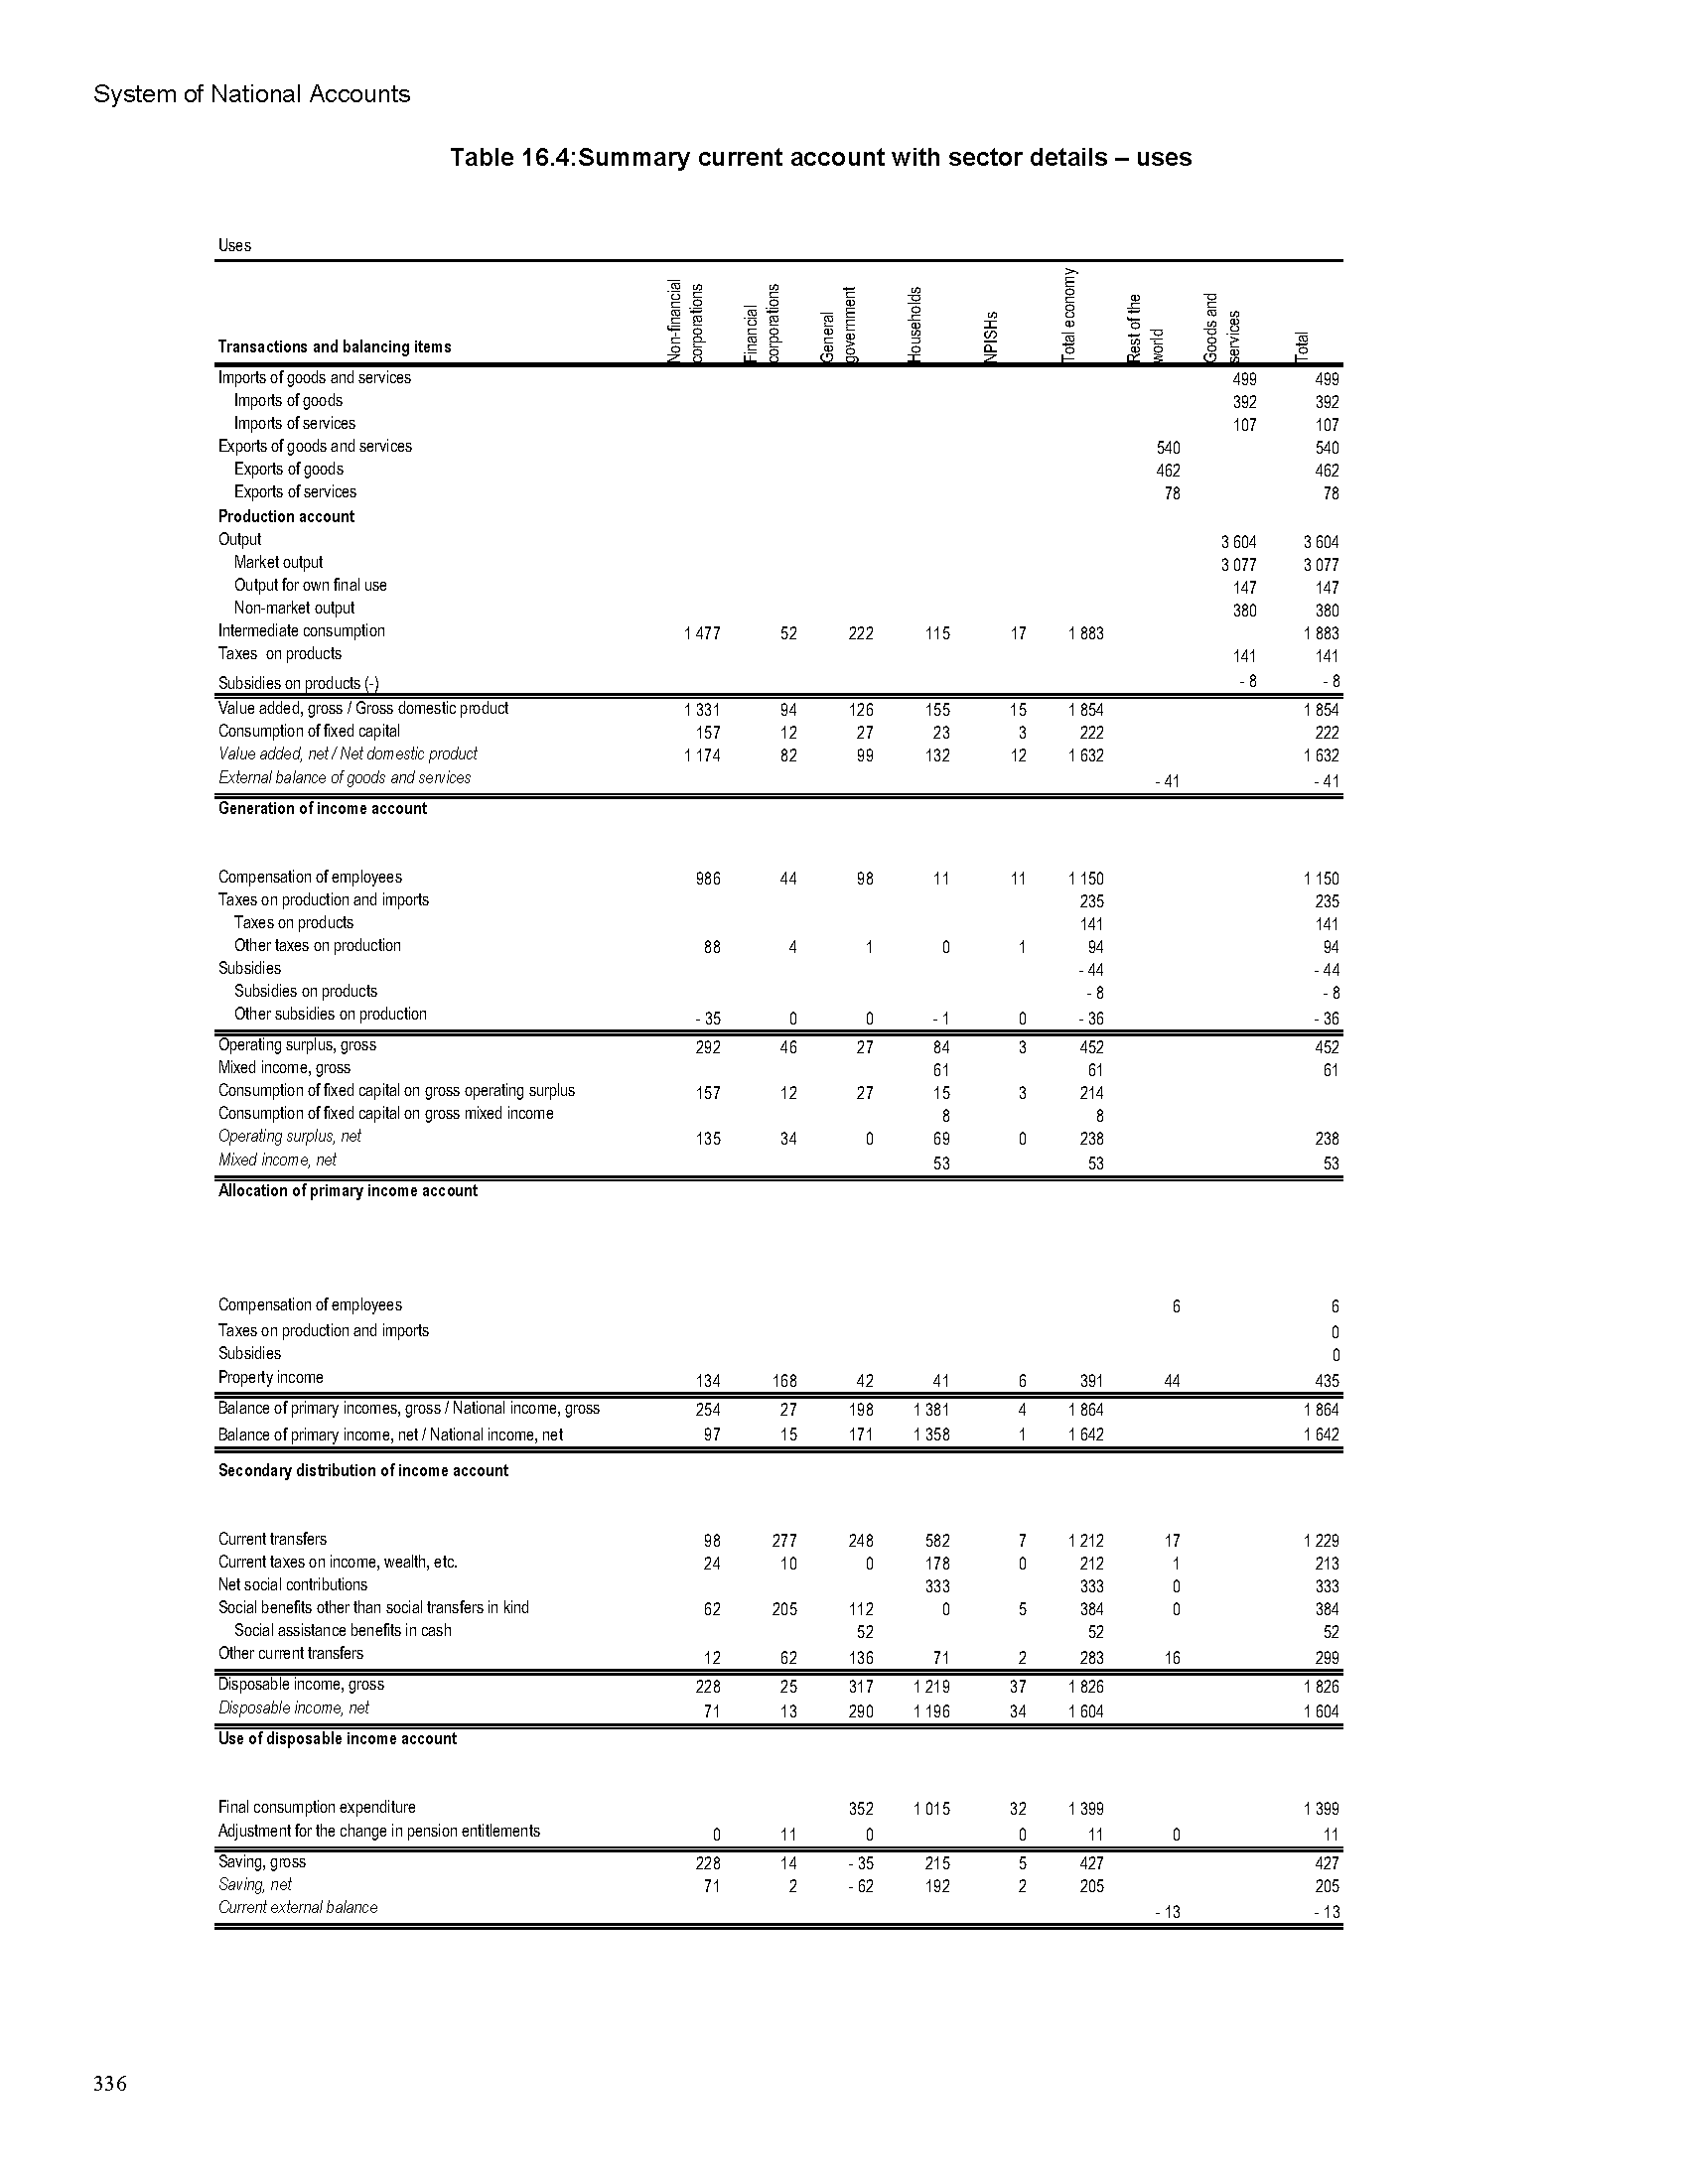 System of National Accounts
Table 16.4:Summary current account with sector details – uses
Uses
Transactions and balancing items Non-financial corporations Financial corporations General government Households NPISHs Total economy Rest of the world Goods and services Total
Imports of goods and services 499 499
Imports of goods 392 392
Imports of services 107 107
Exports of goods and services 540 540
Exports of goods 462 462
Exports of services 78 78
Production account
Output 3 604 3 604
Market output 3 077 3 077
Output for own final use 147 147
Non-market output 380 380
Intermediate consumption 1 477 52 222 115 17 1 883 1 883
Taxes on products 141 141
Subsidies on products (-) - 8 - 8
Value added, gross / Gross domestic product 1 331 94 126 155 15 1 854 1 854
Consumption of fixed capital 157 12 27 23 3 222 222
Value added, net / Net domestic product 1 174 82 99 132 12 1 632 1 632
External balance of goods and services - 41 - 41
Generation of income account
Compensation of employees 986 44 98 11 11 1 150 1 150
Taxes on production and imports 235 235
Taxes on products 141 141
Other taxes on production 88 4 1 0 1 94 94
Subsidies - 44 - 44
Subsidies on products - 8 - 8
Other subsidies on production - 35 0 0 - 1 0 - 36 - 36
Operating surplus, gross 292 46 27 84 3 452 452
Mixed income, gross 61 61 61
Consumption of fixed capital on gross operating surplus 157 12 27 15 3 214
Consumption of fixed capital on gross mixed income 8 8
Operating surplus, net 135 34 0 69 0 238 238
Mixed income, net 53 53 53
Allocation of primary income account
Compensation of employees 6 6
Taxes on production and imports 0
Subsidies 0
Property income 134 168 42 41 6 391 44 435
Balance of primary incomes, gross / National income, gross 254 27 198 1 381 4 1 864 1 864
Balance of primary income, net / National income, net 97 15 171 1 358 1 1 642 1 642
Secondary distribution of income account
Current transfers 98 277 248 582 7 1 212 17 1 229
Current taxes on income, wealth, etc. 24 10 0 178 0 212 1 213
Net social contributions 333 333 0 333
Social benefits other than social transfers in kind 62 205 112 0 5 384 0 384
Social assistance benefits in cash 52 52 52
Other current transfers 12 62 136 71 2 283 16 299
Disposable income, gross 228 25 317 1 219 37 1 826 1 826
Disposable income, net 71 13 290 1 196 34 1 604 1 604
Use of disposable income account
Final consumption expenditure 352 1 015 32 1 399 1 399
Adjustment for the change in pension entitlements 0 11 0 0 11 0 11
Saving, gross 228 14 - 35 215 5 427 427
Saving, net 71 2 - 62 192 2 205 205
Current external balance - 13 - 13
336